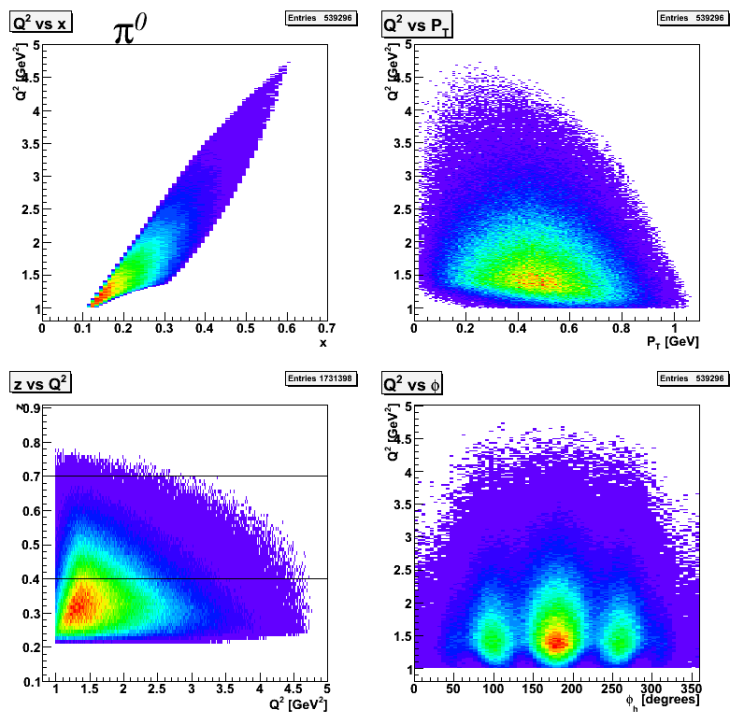 Q² vs x
π⁰
Entries 539296
Q² [GeV²]
5
4.5
4
3.5
3
2.5
2
1.5
1
0 0.1 0.2 0.3 0.4 0.5 0.6 0.7
x
Q² vs P_T
Entries 539296
Q² [GeV²]
5
4.5
4
3.5
3
2.5
2
1.5
1
0 0.2 0.4 0.6 0.8 1
P_T [GeV]
z vs Q²
Entries 1731398
z
0.9
0.8
0.7
0.6
0.5
0.4
0.3
0.2
0.1
1 1.5 2 2.5 3 3.5 4 4.5 5
Q² [GeV²]
Q² vs ϕ
Entries 539296
Q² [GeV²]
5
4.5
4
3.5
3
2.5
2
1.5
1
0 50 100 150 200 250 300 350
ϕ_h [degrees]